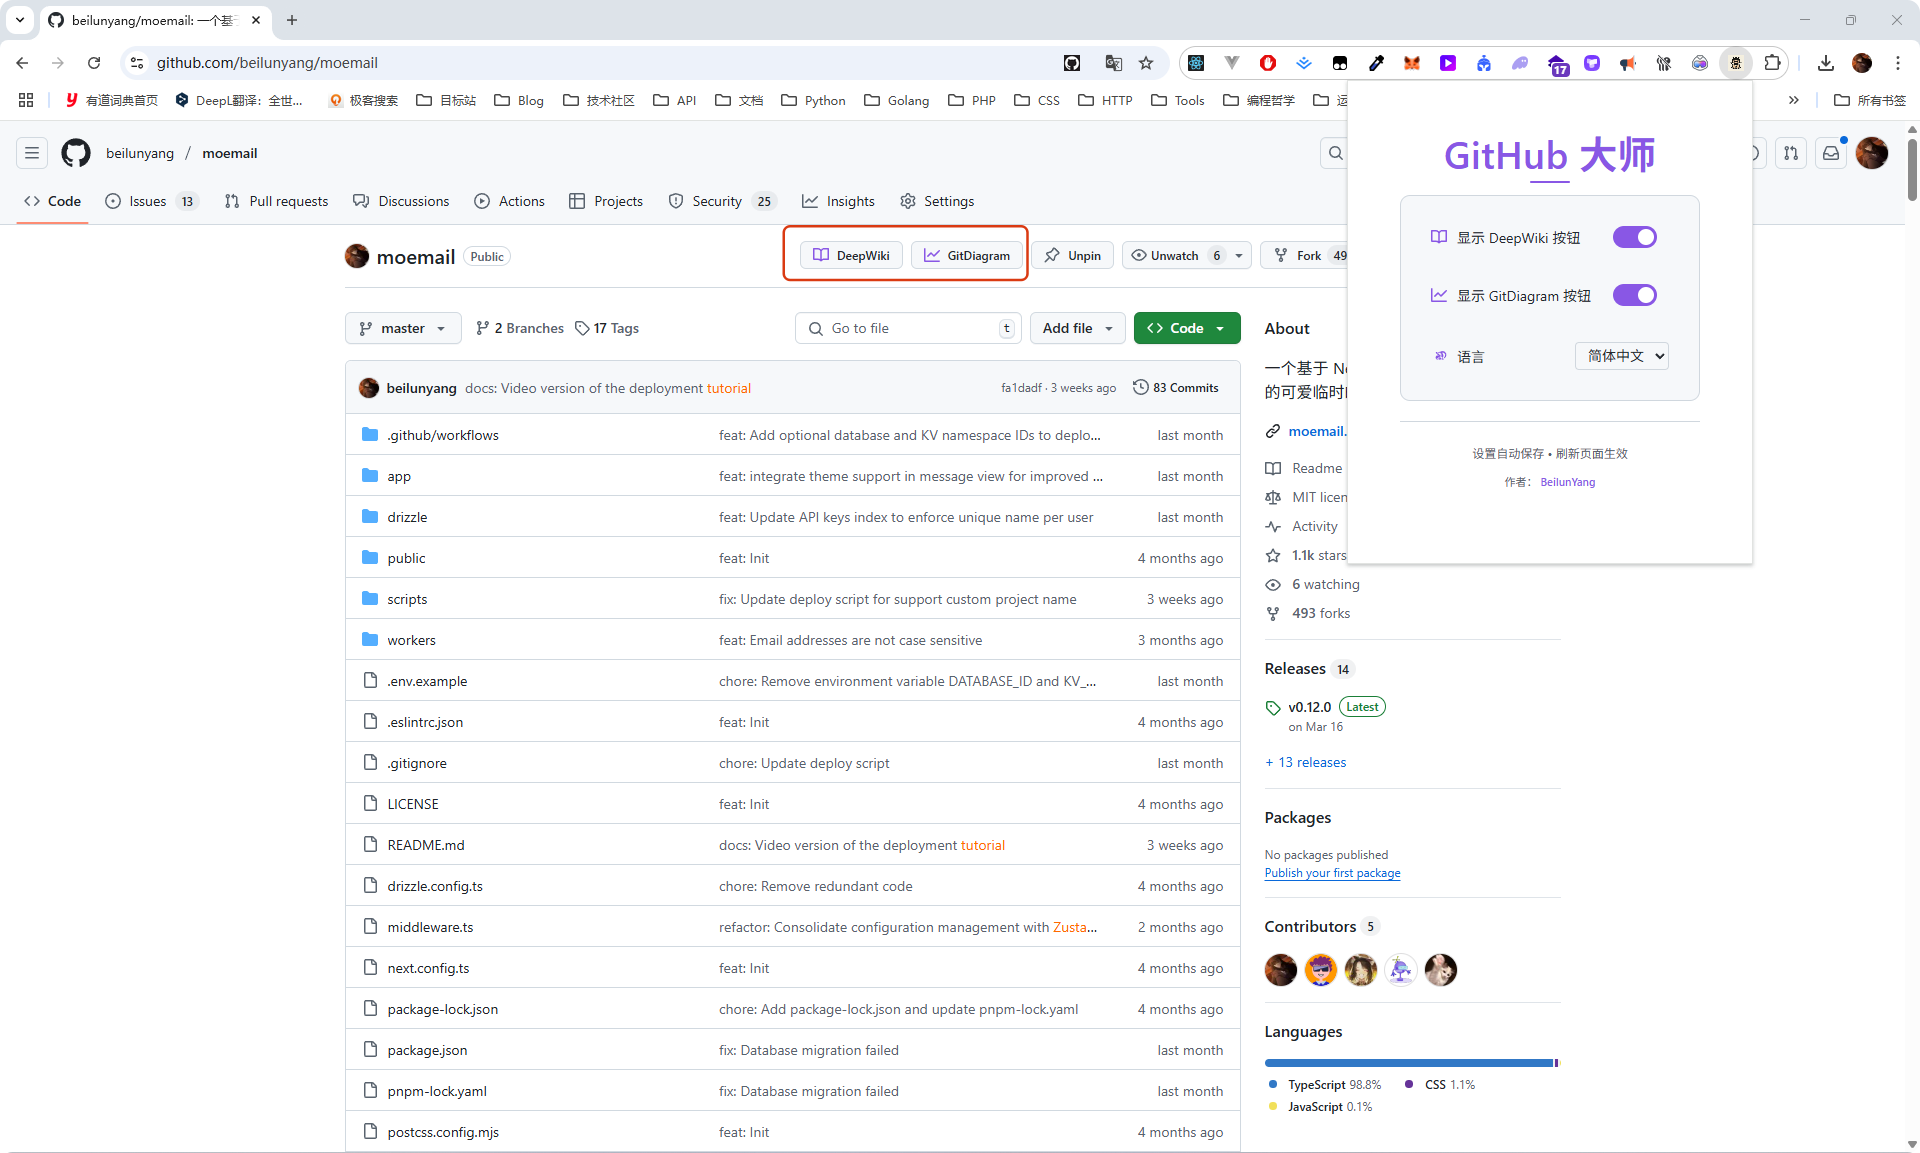 beilunyang/moemail: 一个基于
github.com/beilunyang/moemail
17
有道词典首页
DeepL翻译：全世...
极客搜索
目标站
Blog
技术社区
API
文档
Python
Golang
PHP
CSS
HTTP
Tools
编程哲学
所有书签
beilunyang / moemail
Code
Issues 13
Pull requests
Discussions
Actions
Projects
Security 25
Insights
Settings
moemail Public
DeepWiki
GitDiagram
Unpin
Unwatch 6
Fork
master
2 Branches
17 Tags
Go to file t
Add file
Code
beilunyang docs: Video version of the deployment tutorial
fa1dadf · 3 weeks ago
83 Commits
.github/workflows feat: Add optional database and KV namespace IDs to deplo... last month
app feat: integrate theme support in message view for improved ... last month
drizzle feat: Update API keys index to enforce unique name per user last month
public feat: Init 4 months ago
scripts fix: Update deploy script for support custom project name 3 weeks ago
workers feat: Email addresses are not case sensitive 3 months ago
.env.example chore: Remove environment variable DATABASE_ID and KV_... last month
.eslintrc.json feat: Init 4 months ago
.gitignore chore: Update deploy script last month
LICENSE feat: Init 4 months ago
README.md docs: Video version of the deployment tutorial 3 weeks ago
drizzle.config.ts chore: Remove redundant code 4 months ago
middleware.ts refactor: Consolidate configuration management with Zusta... 2 months ago
next.config.ts feat: Init 4 months ago
package-lock.json chore: Add package-lock.json and update pnpm-lock.yaml 4 months ago
package.json fix: Database migration failed last month
pnpm-lock.yaml fix: Database migration failed last month
postcss.config.mjs feat: Init 4 months ago
About
一个基于
的可爱临时
moemail.
Readme
MIT licen
Activity
1.1k stars
6 watching
493 forks
Releases 14
v0.12.0 Latest
on Mar 16
+ 13 releases
Packages
No packages published
Publish your first package
Contributors 5
Languages
TypeScript 98.8%
CSS 1.1%
JavaScript 0.1%
GitHub 大师
显示 DeepWiki 按钮
显示 GitDiagram 按钮
语言
简体中文
设置自动保存 • 刷新页面生效
作者： BeilunYang